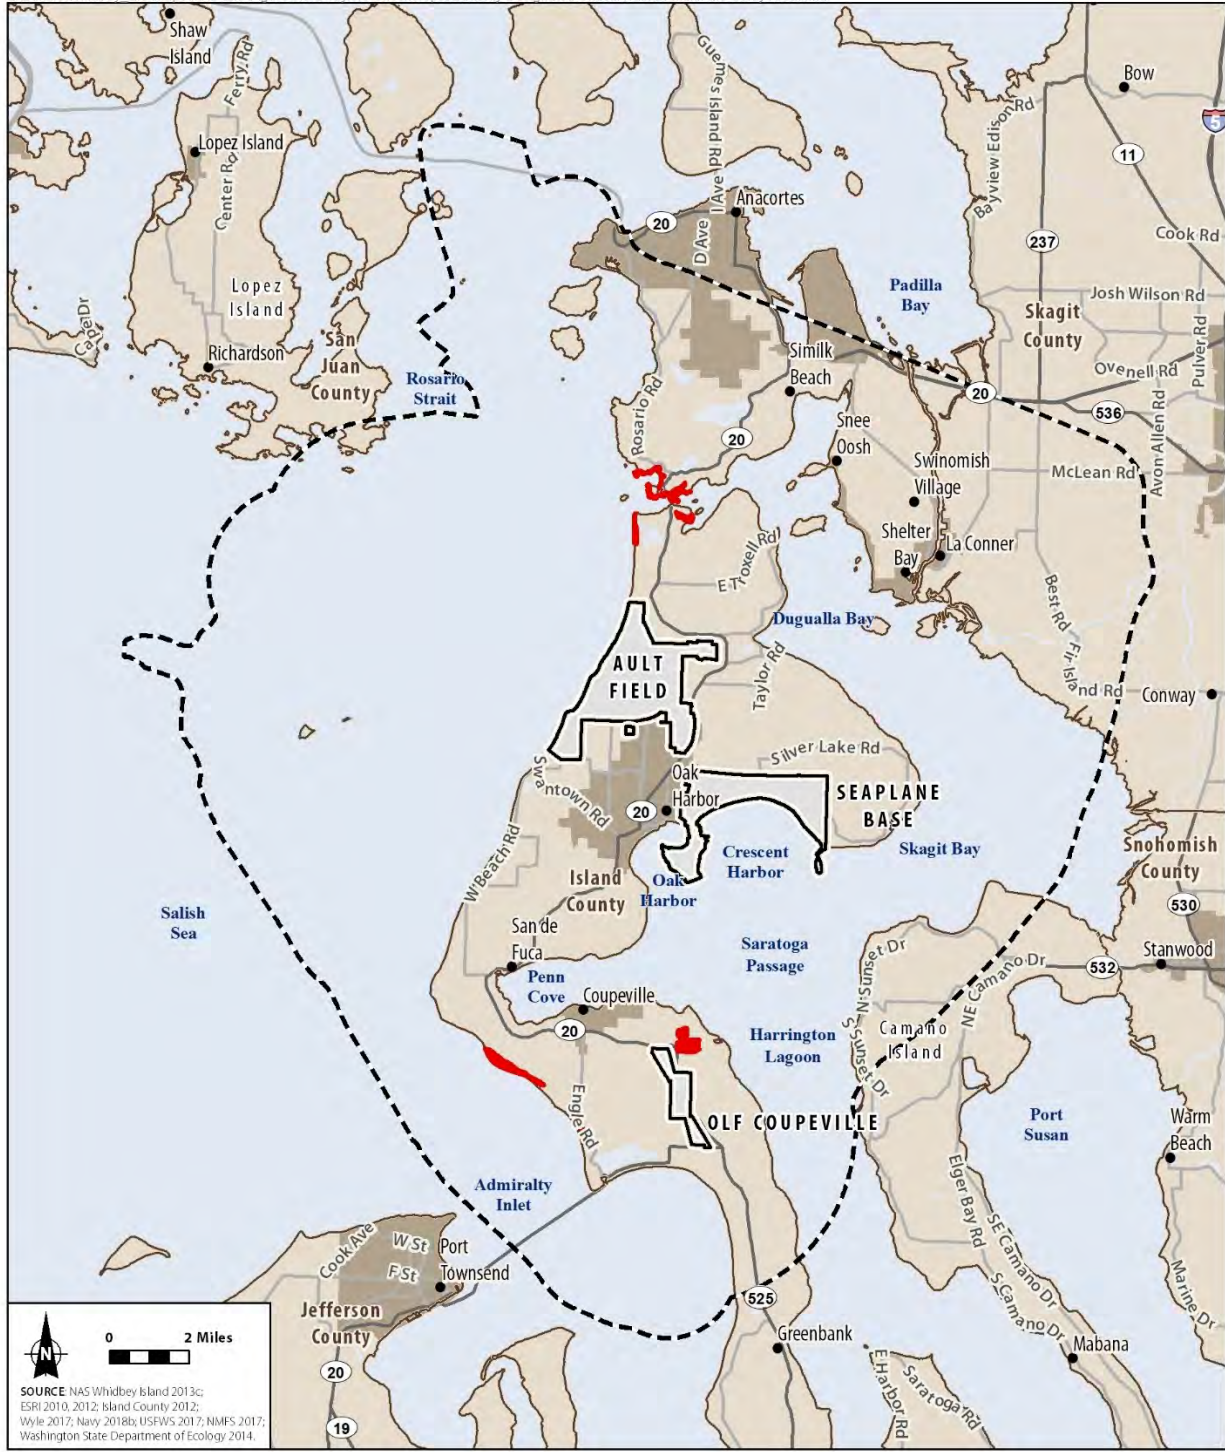 Shaw
Island
Ferry Rd
Guemes Island Rd
Bow
5
Bayview Edison Rd
11
Lopez Island
Center Rd
I Ave
D Ave
Anacortes
20
237
Cook Rd
Lopez
Island
Padilla
Bay
Josh Wilson Rd
Skagit
County
Pulver Rd
Cape Dr
Richardson
San
Juan
County
Rosario
Strait
Rosario Rd
Similk
Beach
Ovenell Rd
20
536
Avon Allen Rd
Snee
Oosh
20
McLean Rd
Swinomish
Village
Shelter
Bay
La Conner
E Troxell Rd
Best Rd
Dugualla Bay
Fir Island Rd
AULT
FIELD
Taylor Rd
Conway
Silver Lake Rd
Swantown Rd
Oak
Harbor
20
SEAPLANE
BASE
W Beach Rd
Crescent
Harbor
Skagit Bay
Snohomish
County
Island
County
Oak
Harbor
530
Salish
Sea
San de
Fuca
Saratoga
Passage
N Sunset Dr
NE Camano Dr
532
Stanwood
Penn
Cove
Coupeville
20
Harrington
Lagoon
S Sunset Dr
Camano
Island
Engle Rd
OLF COUPEVILLE
Port
Susan
Warm
Beach
Admiralty
Inlet
Elger Bay Rd
SE Camano Dr
S Camano Dr
Marine Dr
Cook Ave
W St
F St
Port
Townsend
525
Jefferson
County
Greenbank
Mabana
E Harbor Rd
Saratoga Rd
20
19
N
0 2 Miles
SOURCE: NAS Whidbey Island 2013c;
ESRI 2010, 2012; Island County 2012;
Wyle 2017; Navy 2018b; USFWS 2017; NMFS 2017;
Washington State Department of Ecology 2014.